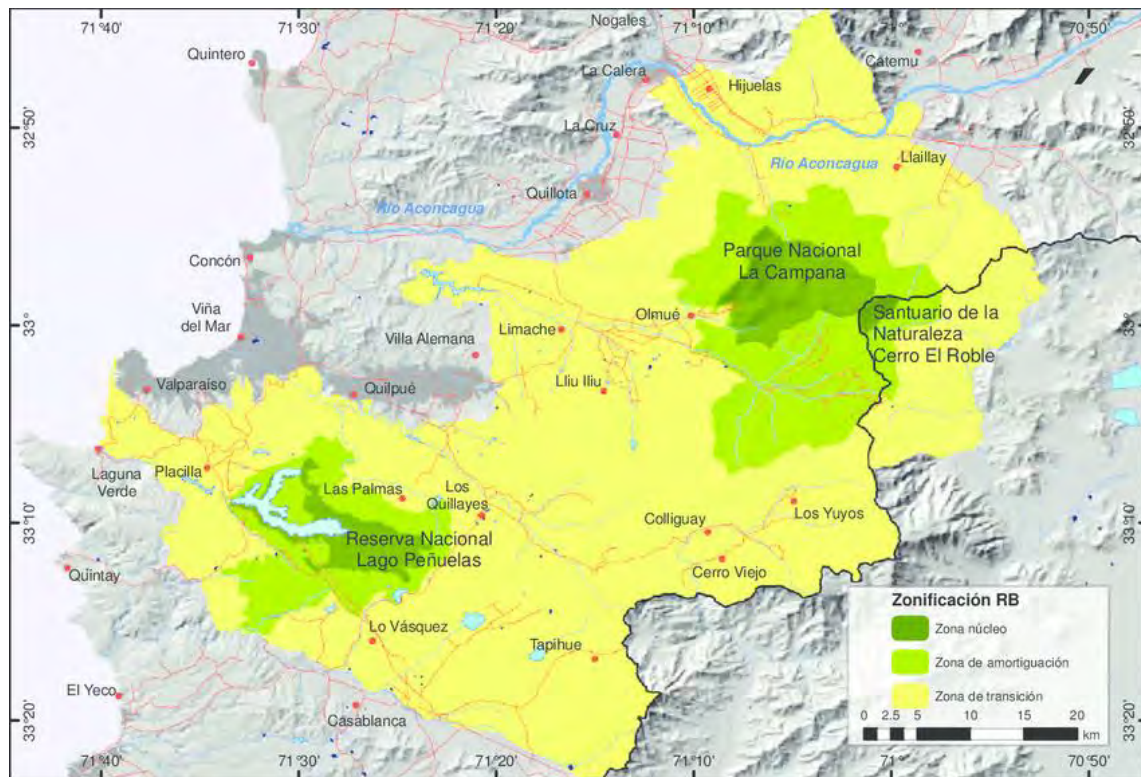 71°40'
71°30'
71°20'
71°10'
71°
70°50'
Nogales
Quintero
Catemu
La Calera
Hijuelas
32°50'
32°50'
La Cruz
Río Aconcagua
Llaillay
Quillota
Río Aconcagua
Parque Nacional
La Campana
Concón
Viña
del Mar
Santuario de la
Naturaleza
Cerro El Roble
33°
33°
Olmué
Limache
Villa Alemana
Valparaíso
Quilpué
Lliu lliu
Laguna
Verde
Placilla
Las Palmas
Los
Quillayes
33°10'
33°10'
Colliguay
Los Yuyos
Reserva Nacional
Lago Peñuelas
Quintay
Cerro Viejo
Zonificación RB
Zona núcleo
Zona de amortiguación
Zona de transición
0 2.5 5 10 15 20
km
Lo Vásquez
Tapihue
El Yeco
Casablanca
33°20'
33°20'
71°40'
71°30'
71°20'
71°10'
71°
70°50'